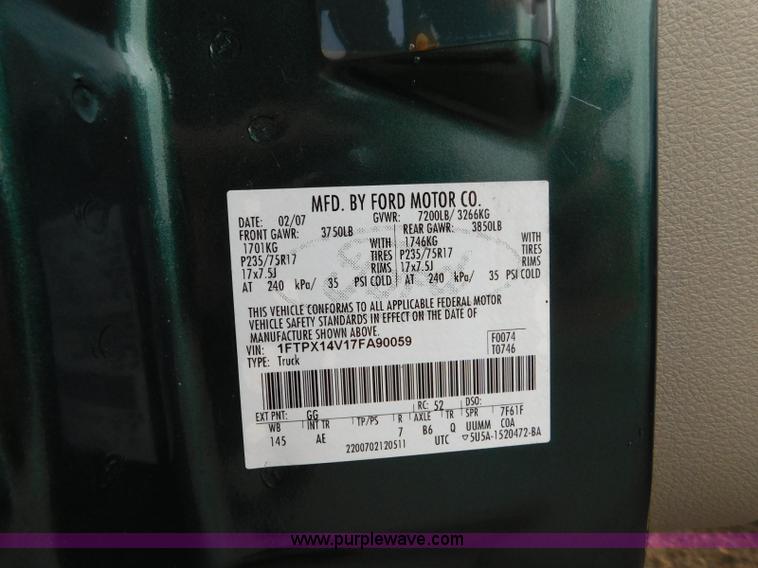 MFD. BY FORD MOTOR CO.
DATE: 02/07 GVWR: 7200LB/ 3266KG
FRONT GAWR: 3750LB REAR GAWR: 3850LB
1701KG WITH 1746KG WITH
P235/75R17 TIRES P235/75R17 TIRES
17x7.5J RIMS 17x7.5J RIMS
AT 240 kPa/ 35 PSI COLD AT 240 kPa/ 35 PSI COLD
THIS VEHICLE CONFORMS TO ALL APPLICABLE FEDERAL MOTOR
VEHICLE SAFETY STANDARDS IN EFFECT ON THE DATE OF
MANUFACTURE SHOWN ABOVE.
VIN: 1FTPX14V17FA90059 F0074
TYPE: Truck T0746
EXT PNT: GG RC: 52 DSO:
WB INT TR TP/PS R AXLE TR SPR 7F61F
145 AE 7 B6 Q UUMM COA
2200702120511 UTC ▽5U5A-1520472-BA
www.purplewave.com